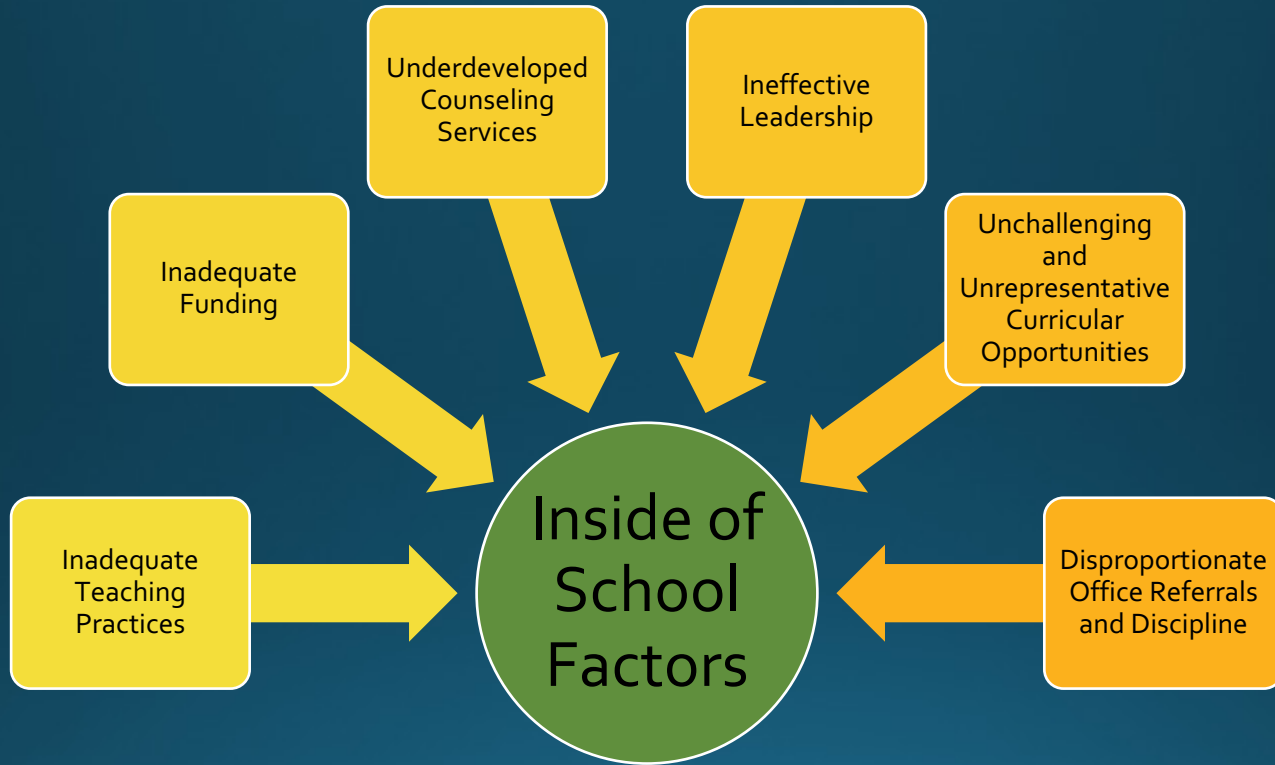 Underdeveloped
Counseling
Services
Ineffective
Leadership
Inadequate
Funding
Unchallenging
and
Unrepresentative
Curricular
Opportunities
Inadequate
Teaching
Practices
Inside of
School
Factors
Disproportionate
Office Referrals
and Discipline